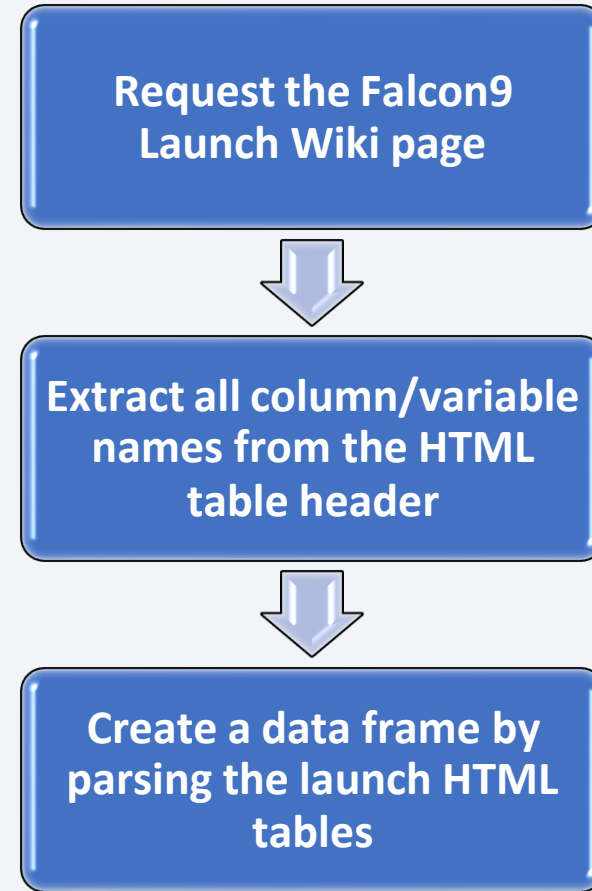 Request the Falcon9
Launch Wiki page
Extract all column/variable
names from the HTML
table header
Create a data frame by
parsing the launch HTML
tables